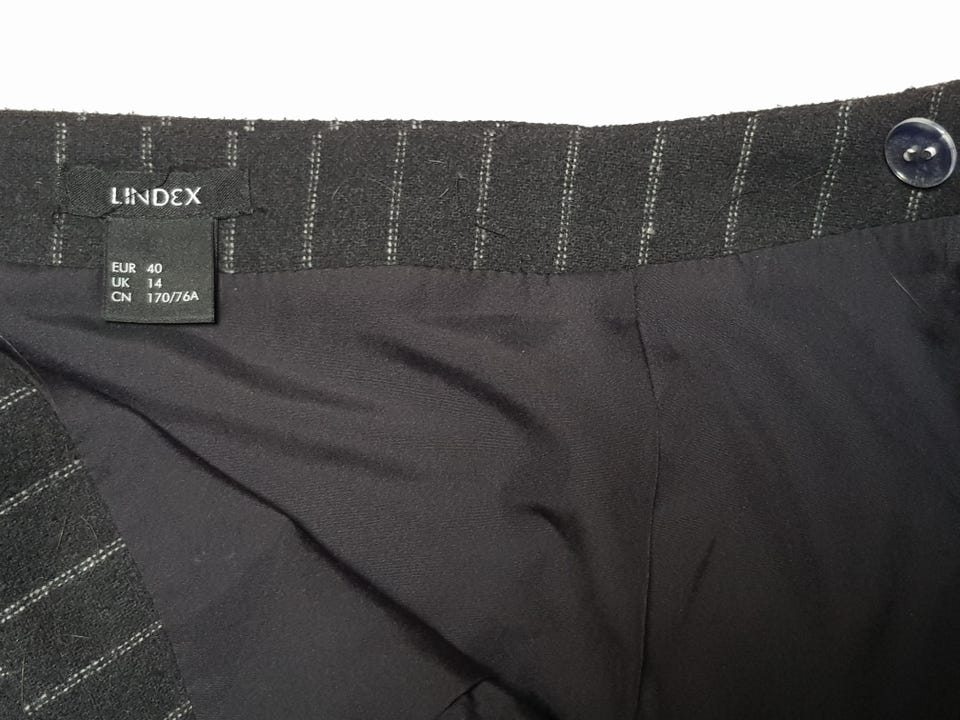 LINDEX
EUR 40
UK 14
CN 170/76A